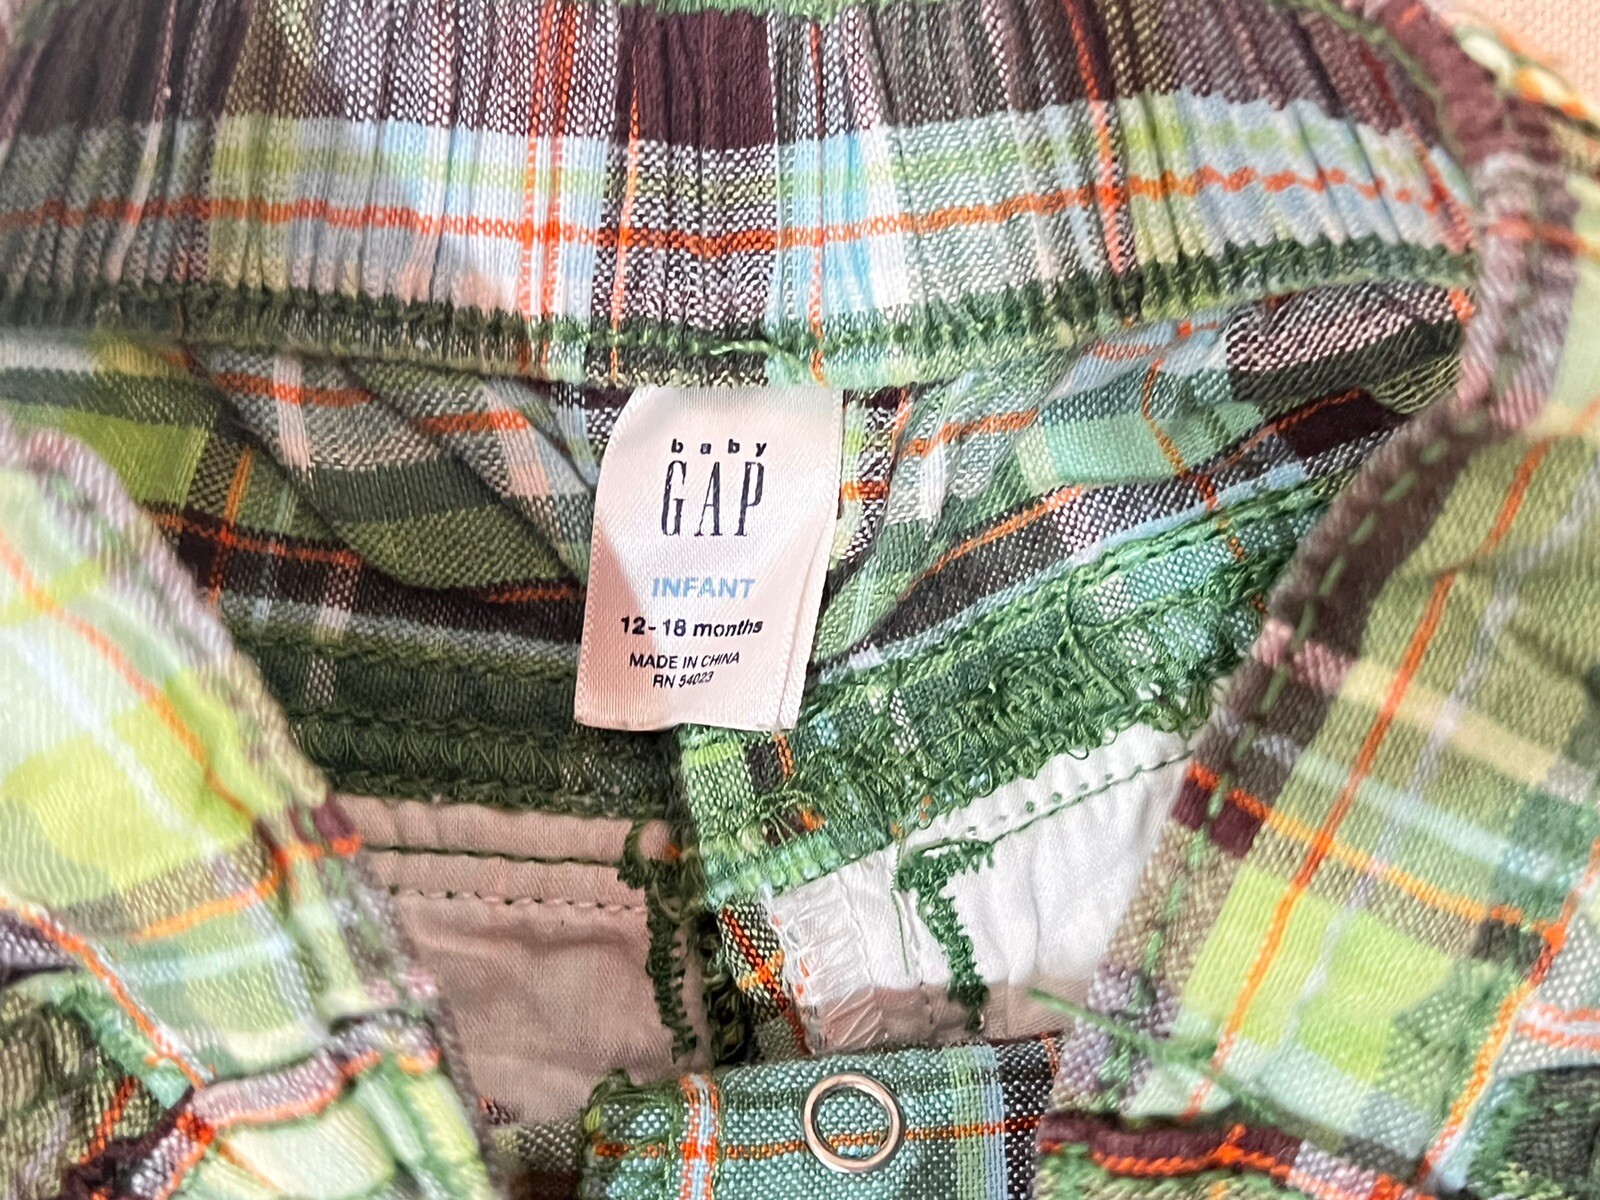 baby
GAP
INFANT
12-18 months
MADE IN CHINA
RN 54023